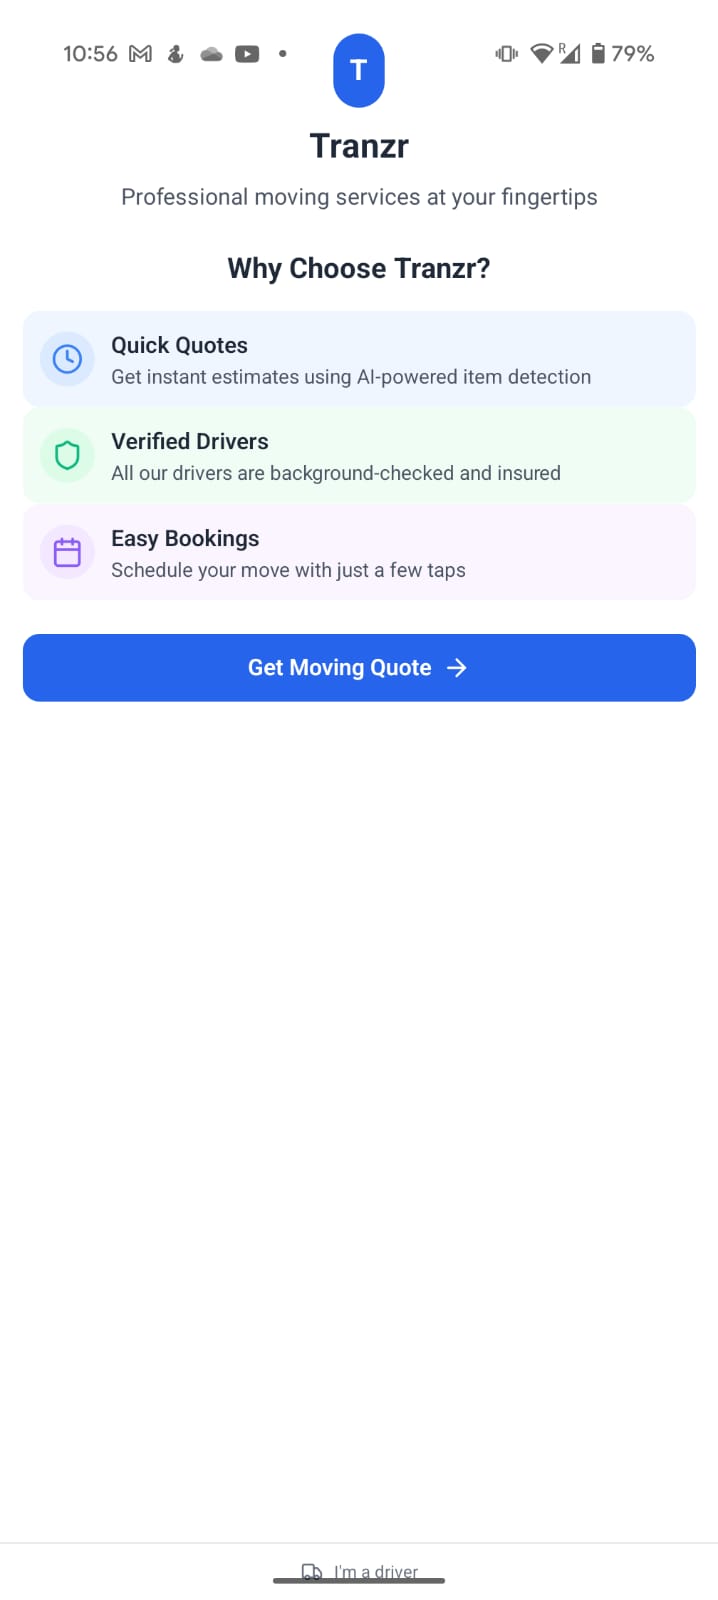 10:56
R
79%
T
Tranzr
Professional moving services at your fingertips
Why Choose Tranzr?
Quick Quotes
Get instant estimates using AI-powered item detection
Verified Drivers
All our drivers are background-checked and insured
Easy Bookings
Schedule your move with just a few taps
Get Moving Quote
I'm a driver